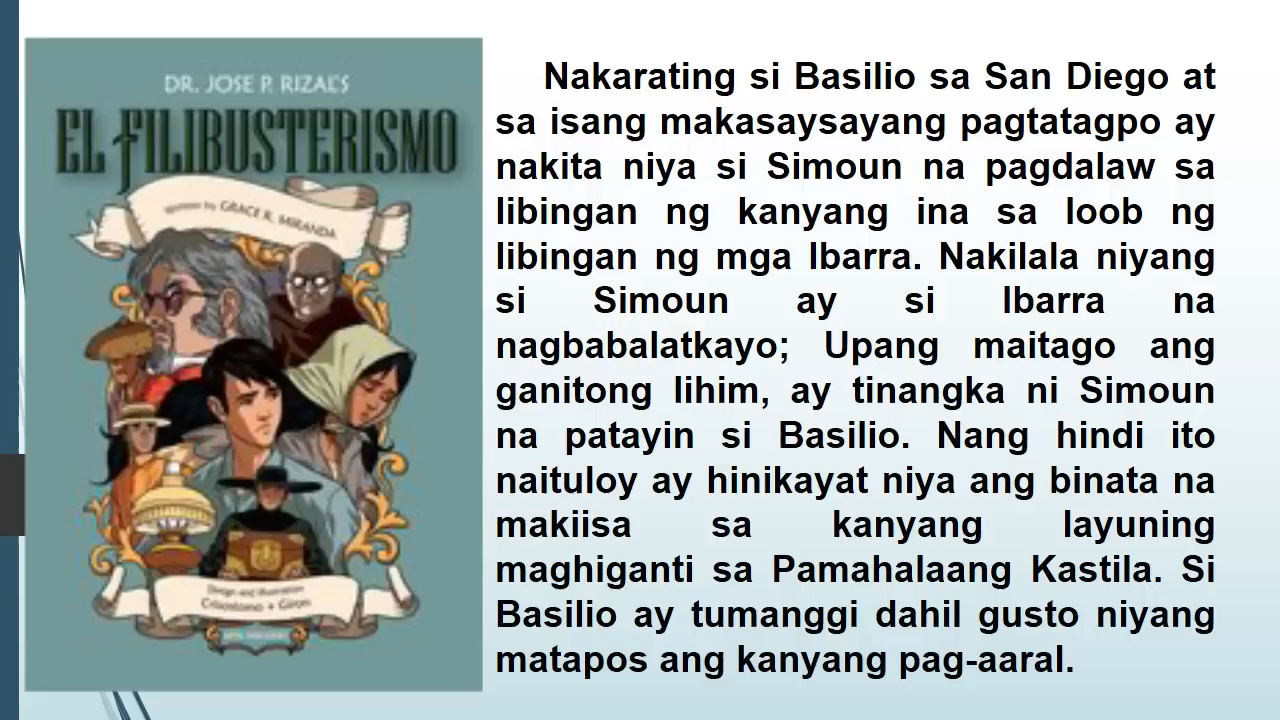 DR. JOSE P. RIZAL'S
EL FILIBUSTERISMO
Written by GRACE R. MIRANDA
Design and Illustration
Nakarating si Basilio sa San Diego at
sa isang makasaysayang pagtatagpo ay
nakita niya si Simoun na pagdalaw sa
libingan ng kanyang ina sa loob ng
libingan ng mga Ibarra. Nakilala niyang
si Simoun ay si Ibarra na
nagbabalatkayo; Upang maitago ang
ganitong lihim, ay tinangka ni Simoun
na patayin si Basilio. Nang hindi ito
naituloy ay hinikayat niya ang binata na
makiisa sa kanyang layuning
maghiganti sa Pamahalaang Kastila. Si
Basilio ay tumanggi dahil gusto niyang
matapos ang kanyang pag-aaral.